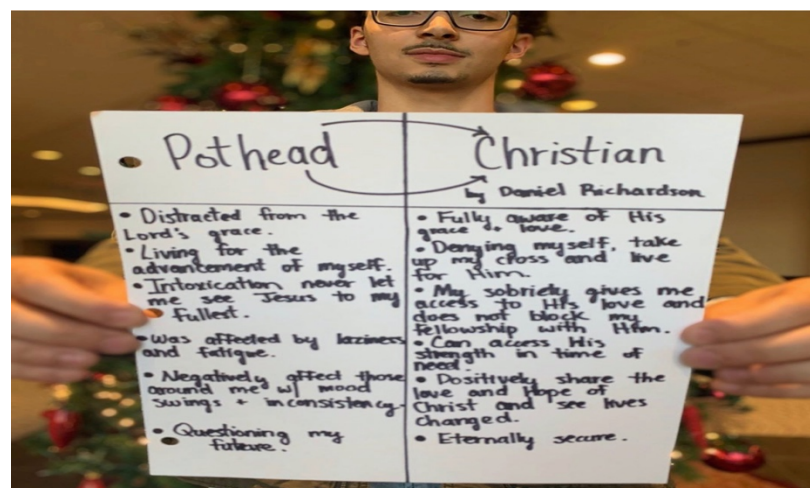 Pothead
• Distracted from the
Lord's grace.
• Living for the
advancement of myself.
• Intoxication never let
me see Jesus to my
fullest.
• Was affected by laziness
and fatigue.
• Negatively affect those
around me w/ mood
swings + inconsistency.
• Questioning my
future.
Christian
by Daniel Richardson
• Fully aware of His
grace & love.
• Denying myself, take
up my cross and live
for Him.
• My sobriety gives me
access to His love and
does not block my
fellowship with Him.
• Can access His
strength in time of
need.
• Positively share the
love and Hope of
Christ and see lives
changed.
• Eternally secure.